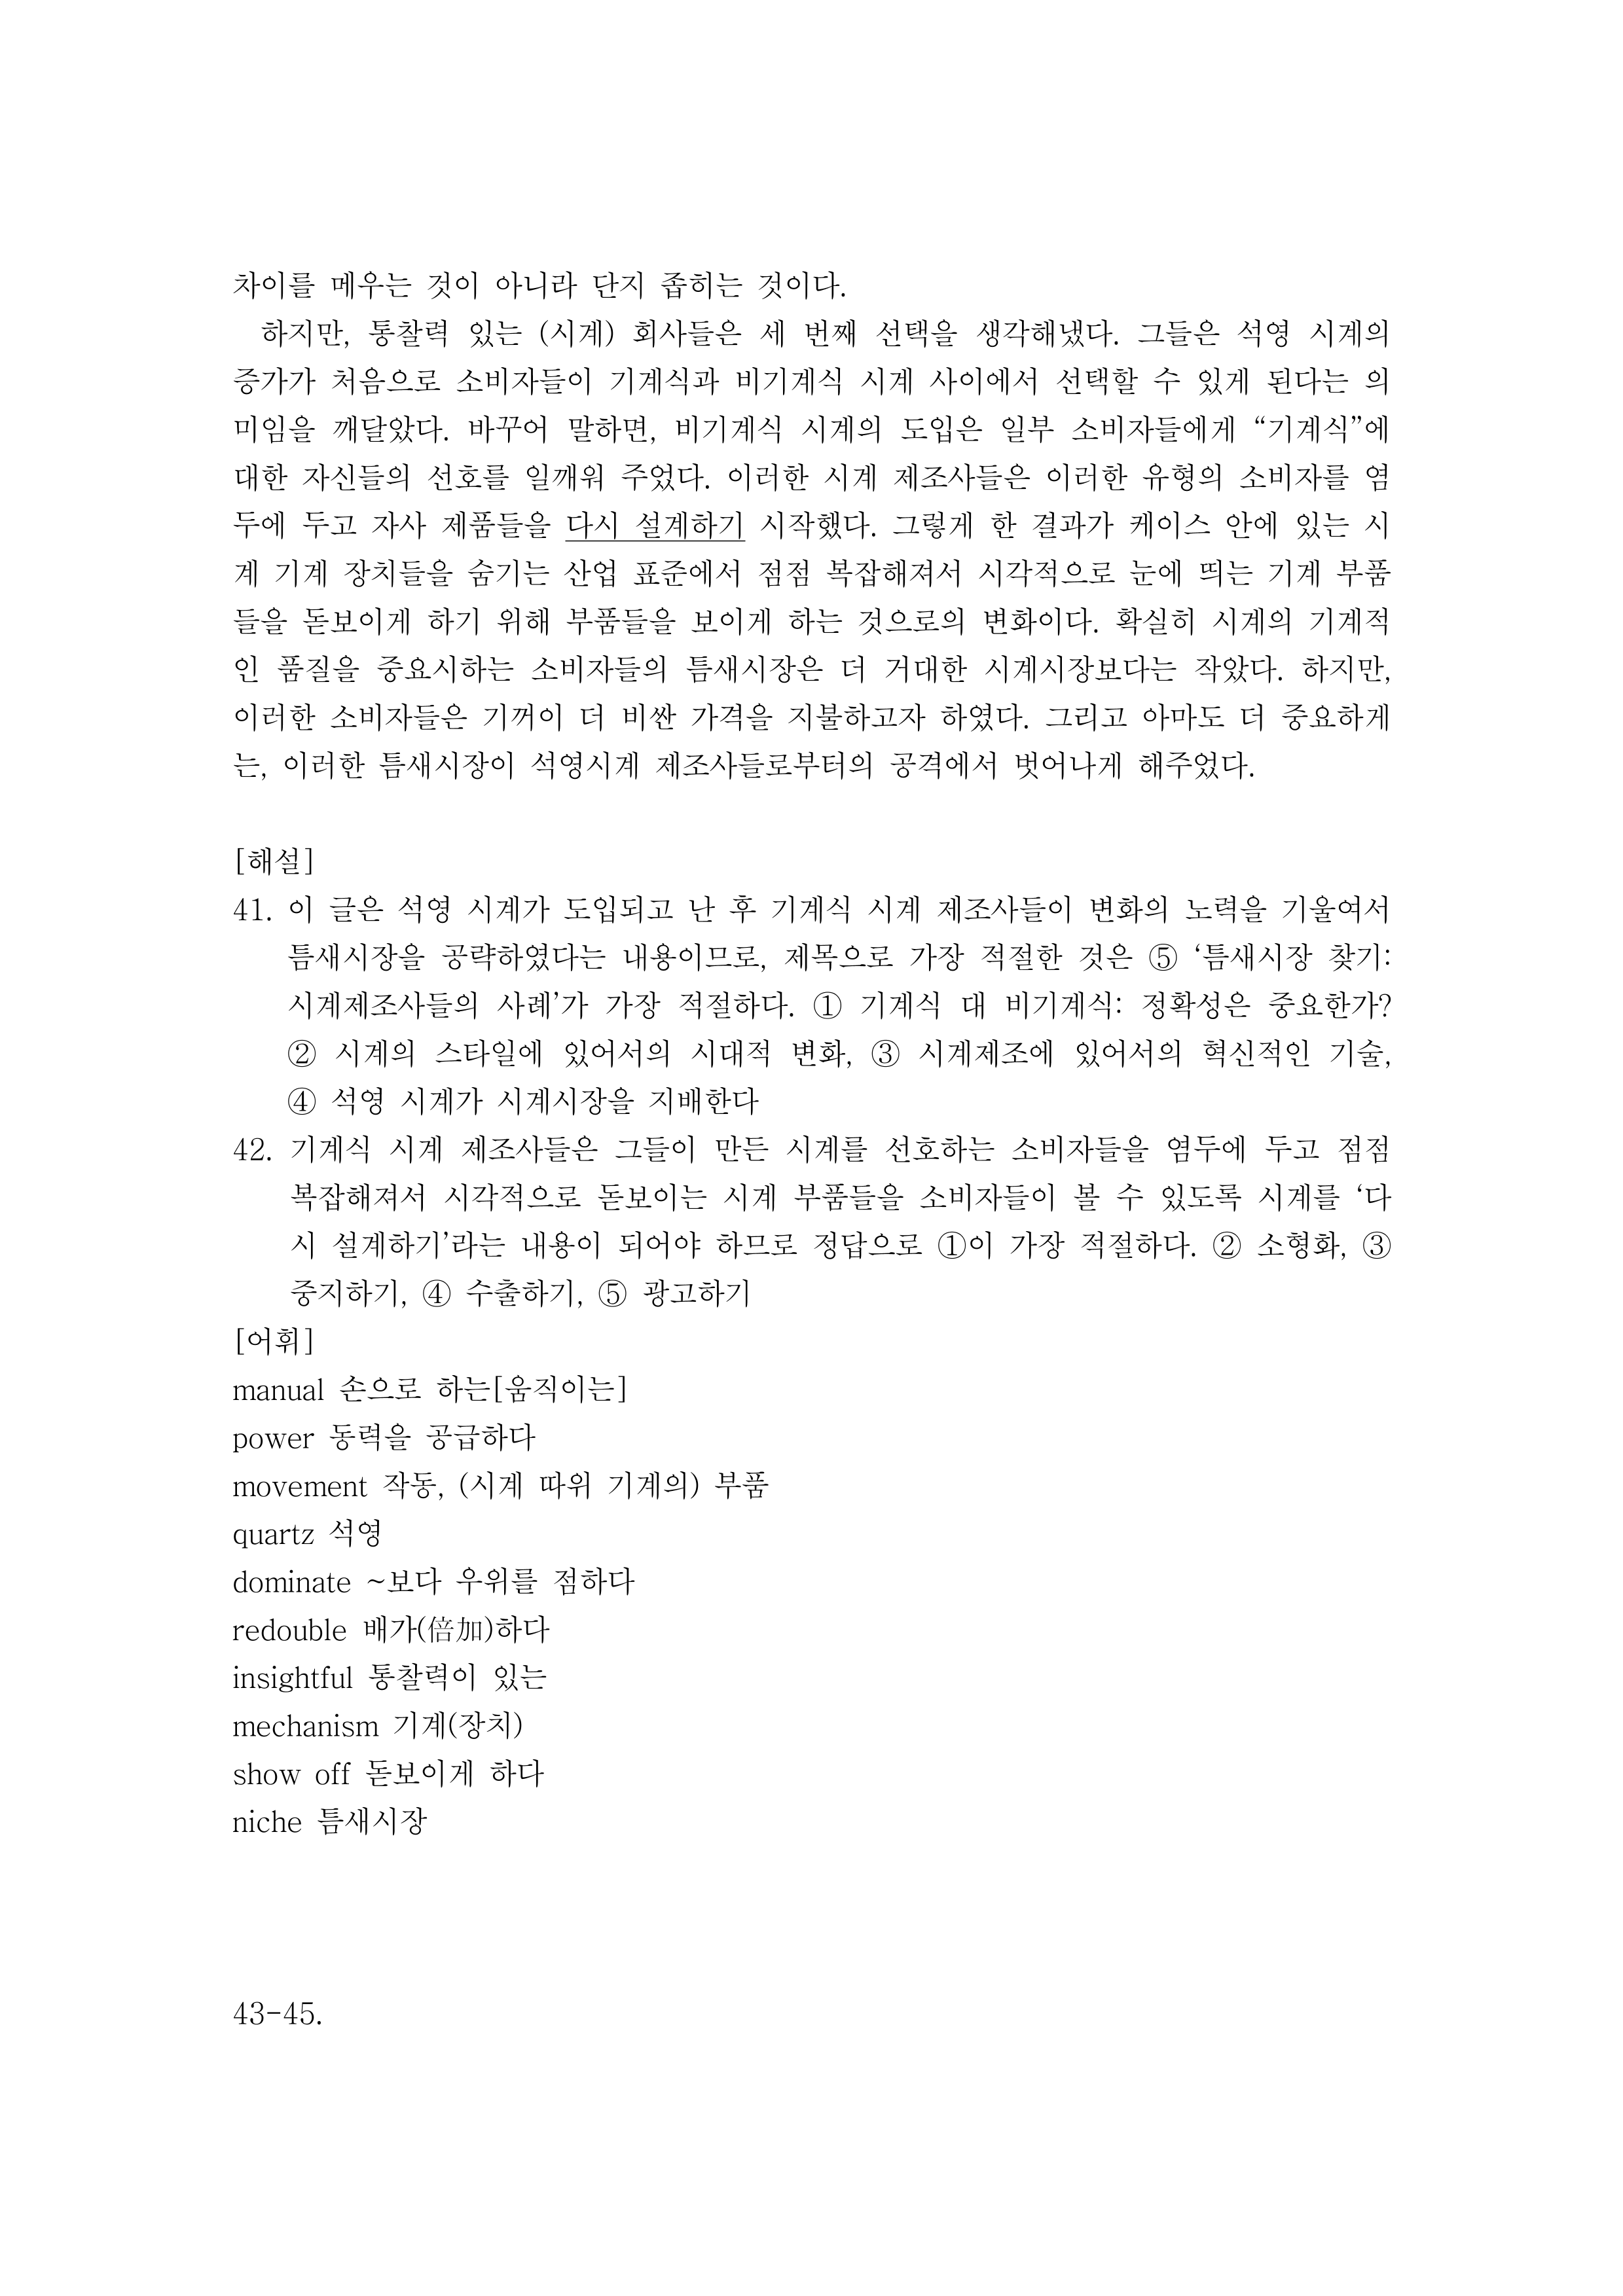 차이를 메우는 것이 아니라 단지 좁히는 것이다.
하지만, 통찰력 있는 (시계) 회사들은 세 번째 선택을 생각해냈다. 그들은 석영 시계의
증가가 처음으로 소비자들이 기계식과 비기계식 시계 사이에서 선택할 수 있게 된다는 의
미임을 깨달았다. 바꾸어 말하면, 비기계식 시계의 도입은 일부 소비자들에게 “기계식”에
대한 자신들의 선호를 일깨워 주었다. 이러한 시계 제조사들은 이러한 유형의 소비자를 염
두에 두고 자사 제품들을 다시 설계하기 시작했다. 그렇게 한 결과가 케이스 안에 있는 시
계 기계 장치들을 숨기는 산업 표준에서 점점 복잡해져서 시각적으로 눈에 띄는 기계 부품
들을 돋보이게 하기 위해 부품들을 보이게 하는 것으로의 변화이다. 확실히 시계의 기계적
인 품질을 중요시하는 소비자들의 틈새시장은 더 거대한 시계시장보다는 작았다. 하지만,
이러한 소비자들은 기꺼이 더 비싼 가격을 지불하고자 하였다. 그리고 아마도 더 중요하게
는, 이러한 틈새시장이 석영시계 제조사들로부터의 공격에서 벗어나게 해주었다.
[해설]
41. 이 글은 석영 시계가 도입되고 난 후 기계식 시계 제조사들이 변화의 노력을 기울여서
틈새시장을 공략하였다는 내용이므로, 제목으로 가장 적절한 것은 ⑤ ‘틈새시장 찾기:
시계제조사들의 사례’가 가장 적절하다. ① 기계식 대 비기계식: 정확성은 중요한가?
② 시계의 스타일에 있어서의 시대적 변화, ③ 시계제조에 있어서의 혁신적인 기술,
④ 석영 시계가 시계시장을 지배한다
42. 기계식 시계 제조사들은 그들이 만든 시계를 선호하는 소비자들을 염두에 두고 점점
복잡해져서 시각적으로 돋보이는 시계 부품들을 소비자들이 볼 수 있도록 시계를 ‘다
시 설계하기’라는 내용이 되어야 하므로 정답으로 ①이 가장 적절하다. ② 소형화, ③
중지하기, ④ 수출하기, ⑤ 광고하기
[어휘]
manual 손으로 하는[움직이는]
power 동력을 공급하다
movement 작동, (시계 따위 기계의) 부품
quartz 석영
dominate ~보다 우위를 점하다
redouble 배가(倍加)하다
insightful 통찰력이 있는
mechanism 기계(장치)
show off 돋보이게 하다
niche 틈새시장
43-45.